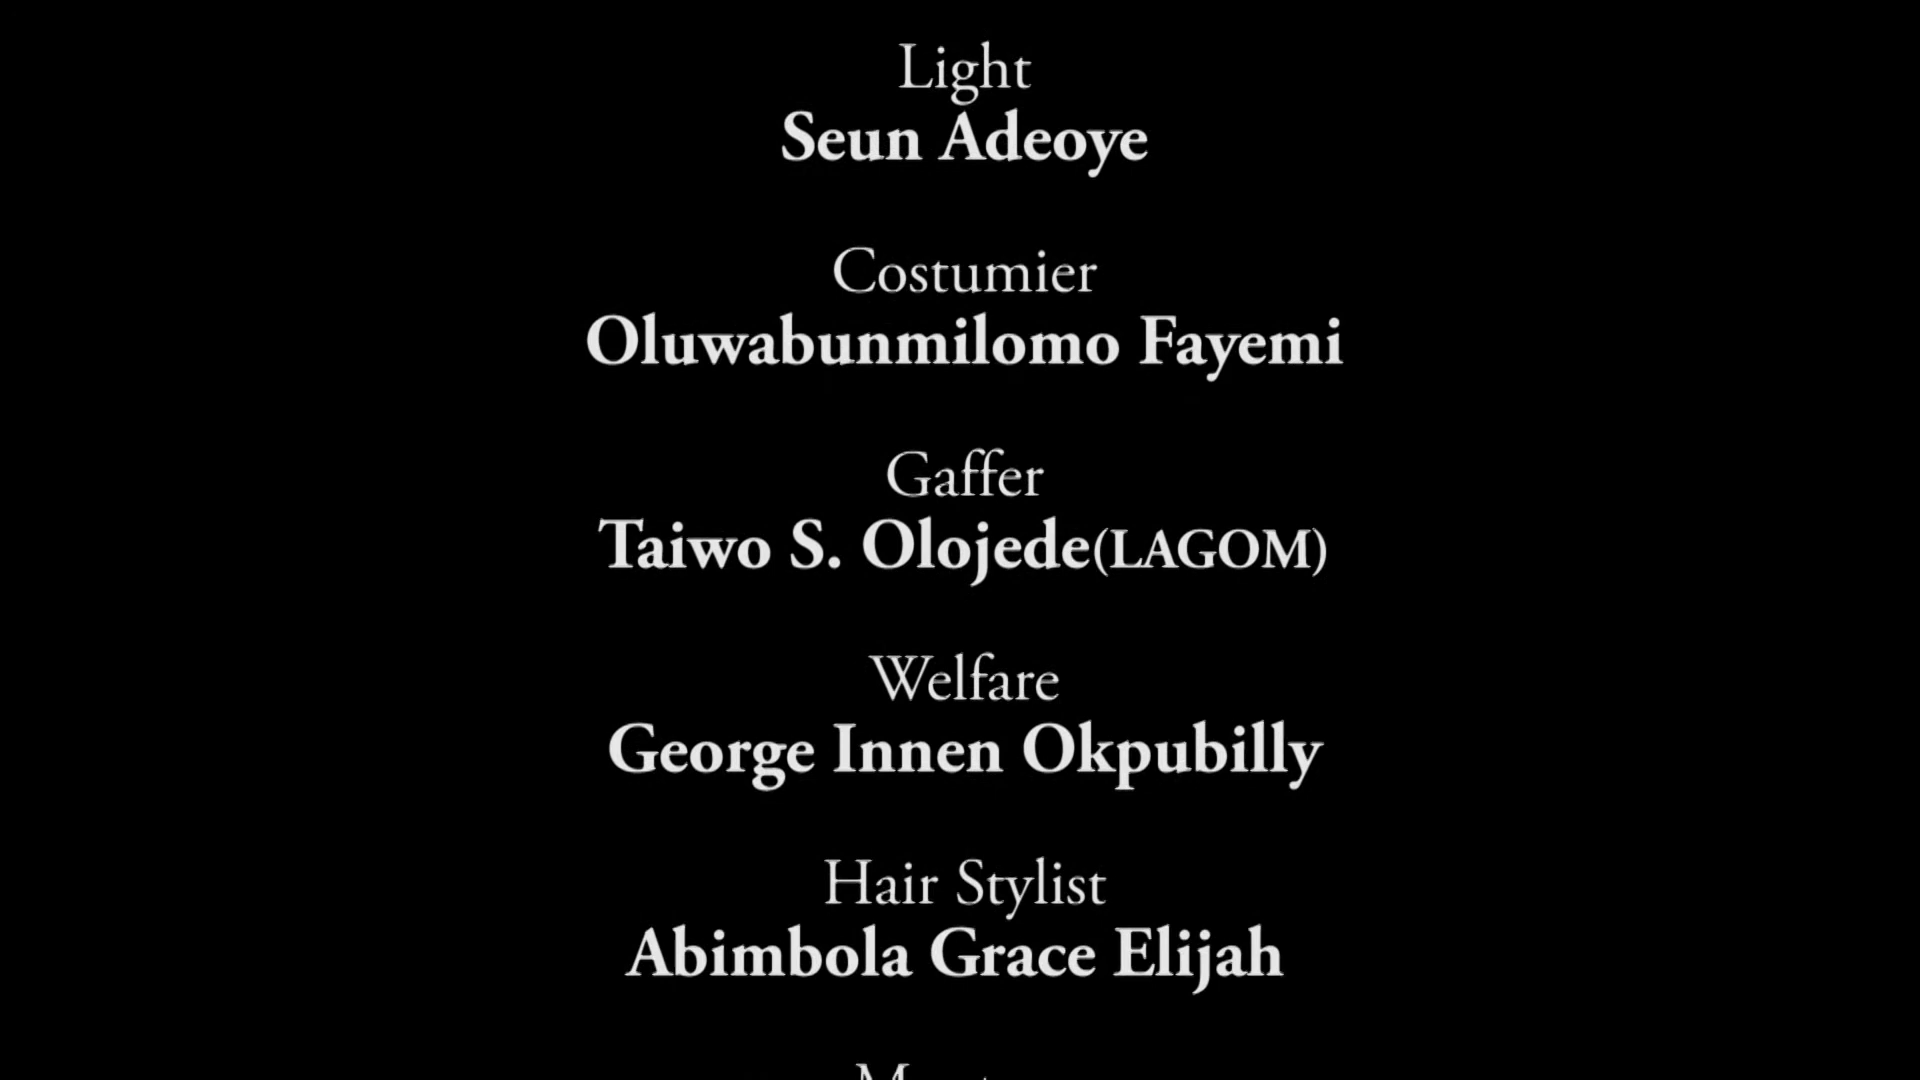 Light
Seun Adeoye
Costumier
Oluwabunmilomo Fayemi
Gaffer
Taiwo S. Olojede(LAGOM)
Welfare
George Innen Okpubilly
Hair Stylist
Abimbola Grace Elijah